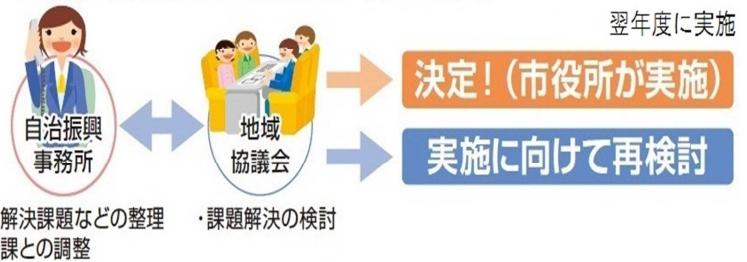 翌年度に実施
自治振興
事務所
地域
協議会
決定！（市役所が実施）
実施に向けて再検討
解決課題などの整理
課との調整
・課題解決の検討